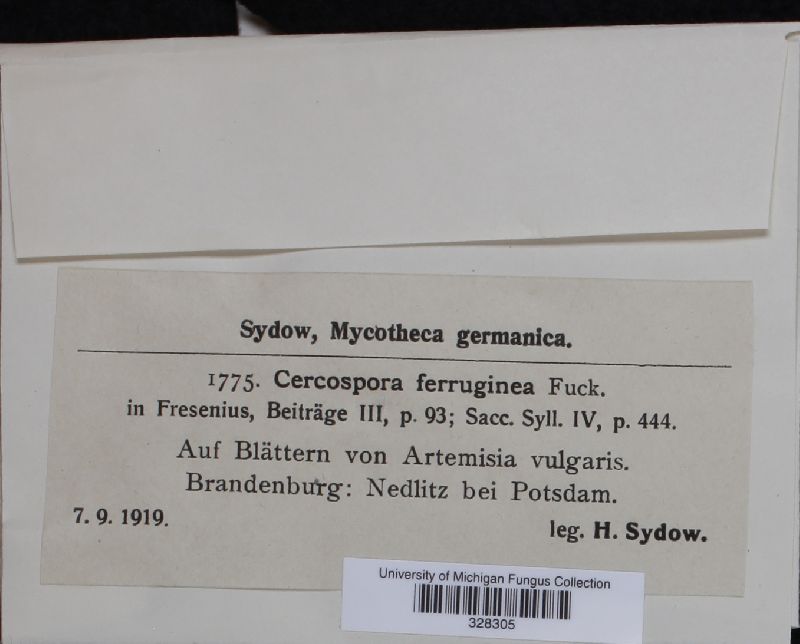 Sydow, Mycotheca germanica.
1775. Cercospora ferruginea Fuck.
in Fresenius, Beiträge III, p. 93; Sacc. Syll. IV, p. 444.
Auf Blättern von Artemisia vulgaris.
Brandenburg: Nedlitz bei Potsdam.
7. 9. 1919.
leg. H. Sydow.
University of Michigan Fungus Collection
328305